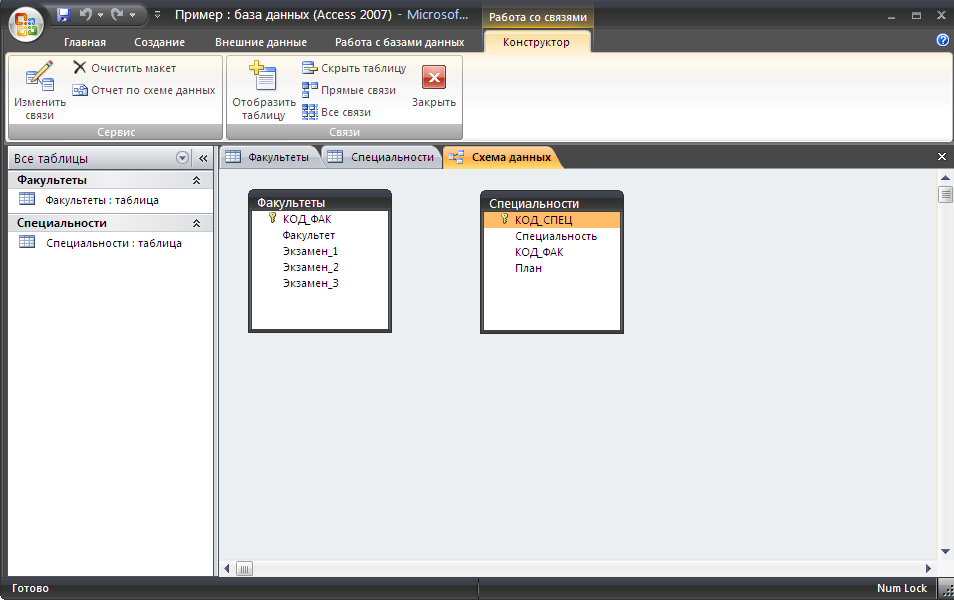 Пример : база данных (Access 2007) - Microsof...
Работа со связями
Главная
Создание
Внешние данные
Работа с базами данных
Конструктор
Изменить связи
Очистить макет
Отчет по схеме данных
Сервис
Отобразить таблицу
Скрыть таблицу
Прямые связи
Все связи
Закрыть
Связи
Все таблицы
Факультеты
Факультеты : таблица
Специальности
Специальности : таблица
Факультеты
Специальности
Схема данных
Факультеты
КОД_ФАК
Факультет
Экзамен_1
Экзамен_2
Экзамен_3
Специальности
КОД_СПЕЦ
Специальность
КОД_ФАК
План
Готово
Num Lock